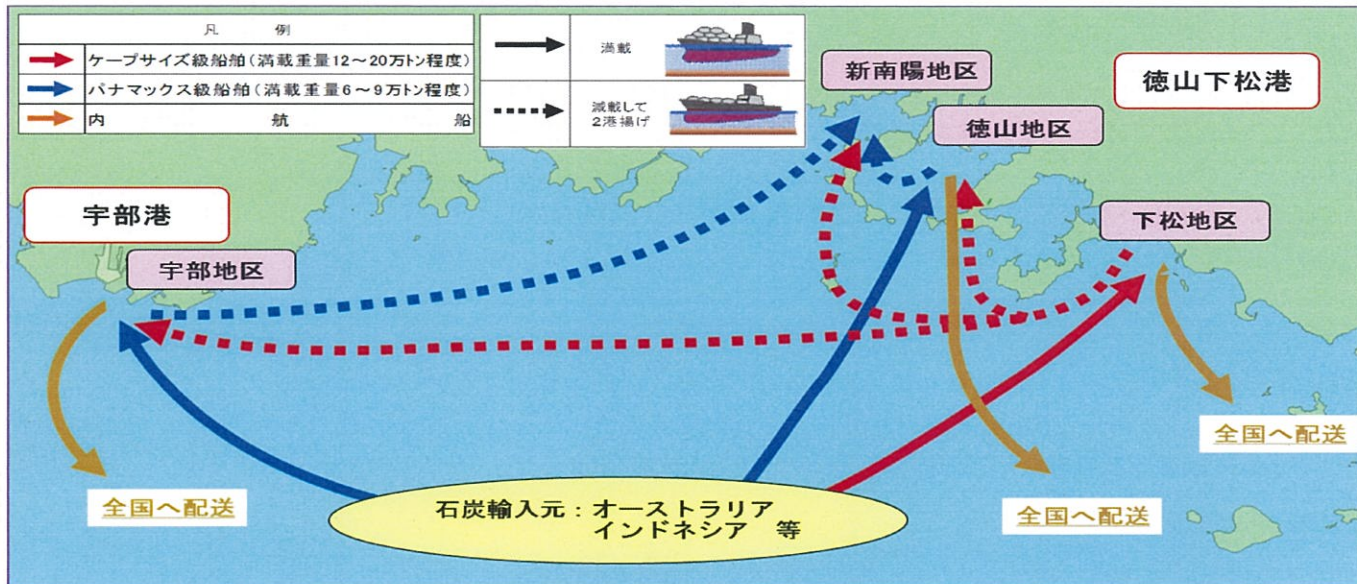 凡 例
ケープサイズ級船舶(満載重量12～20万トン程度)
パナマックス級船舶(満載重量6～9万トン程度)
内 航 船
満載
減載して
2港揚げ
新南陽地区
徳山下松港
徳山地区
宇部港
下松地区
宇部地区
全国へ配送
石炭輸入元：オーストラリア
インドネシア 等
全国へ配送
全国へ配送